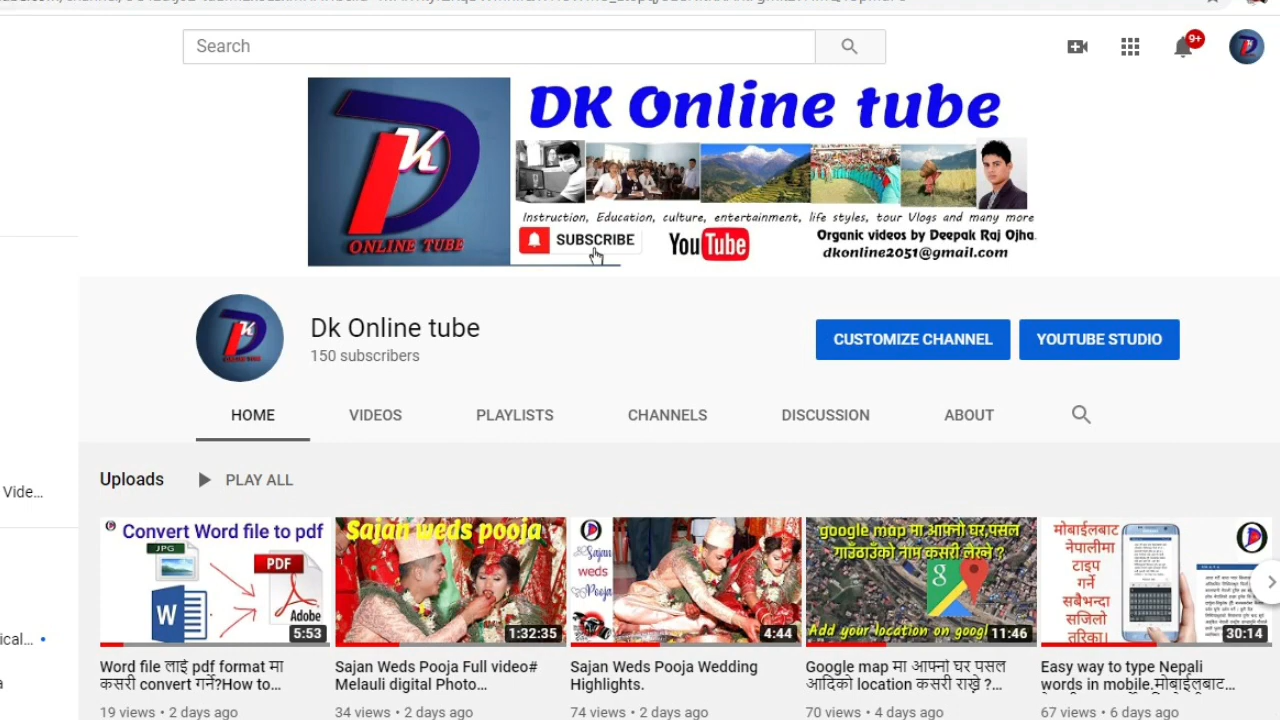 Search
9+
DK Online tube
DK
ONLINE TUBE
Instruction, Education, culture, entertainment, life styles, tour Vlogs and many more
SUBSCRIBE
YouTube
Organic videos by Deepak Raj Ojha.
dkonline2051@gmail.com
Dk Online tube
150 subscribers
CUSTOMIZE CHANNEL
YOUTUBE STUDIO
HOME VIDEOS PLAYLISTS CHANNELS DISCUSSION ABOUT
Uploads PLAY ALL
Vide...
ical...
Convert Word file to pdf
JPG
PDF
W
Adobe
5:53
Sajan weds pooja
1:32:35
Sajan
weds
Pooja
4:44
google map मा आफ्नो घर,पसल
गाउँठाउँको नाम कसरी लेख्ने ?
Add your location on googl
11:46
मोबाईलबाट
नेपालीमा
टाइप
गर्ने
सबैभन्दा
सजिलो
तरिका।
30:14
Word file लाई pdf format मा
कसरी convert गर्ने?How to...
19 views • 2 days ago
Sajan Weds Pooja Full video#
Melauli digital Photo...
34 views • 2 days ago
Sajan Weds Pooja Wedding
Highlights.
74 views • 2 days ago
Google map मा आफ्नो घर पसल
आदिको location कसरी राख्ने ?...
70 views • 4 days ago
Easy way to type Nepali
words in mobile.मोबाईलबाट...
67 views • 6 days ago